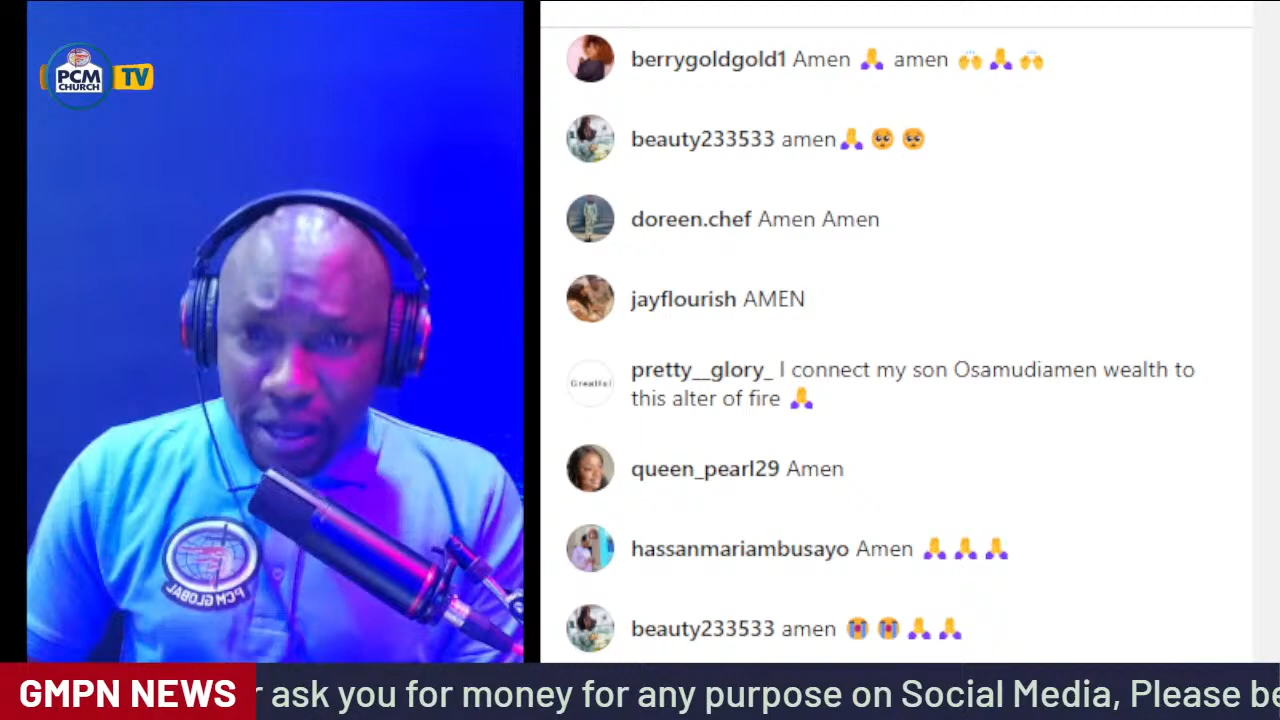 PCM
CHURCH
TV
PCM GLOBAL
berrygoldgold1 Amen 🙏 amen 🙌🙏🙌
beauty233533 amen🙏🥺🥺
doreen.chef Amen Amen
jayflourish AMEN
Greatful
pretty__glory_ I connect my son Osamudiamen wealth to
this alter of fire 🙏
queen_pearl29 Amen
hassanmariambusayo Amen 🙏🙏🙏
beauty233533 amen 😭😭🙏🙏
GMPN NEWS
r ask you for money for any purpose on Social Media, Please be